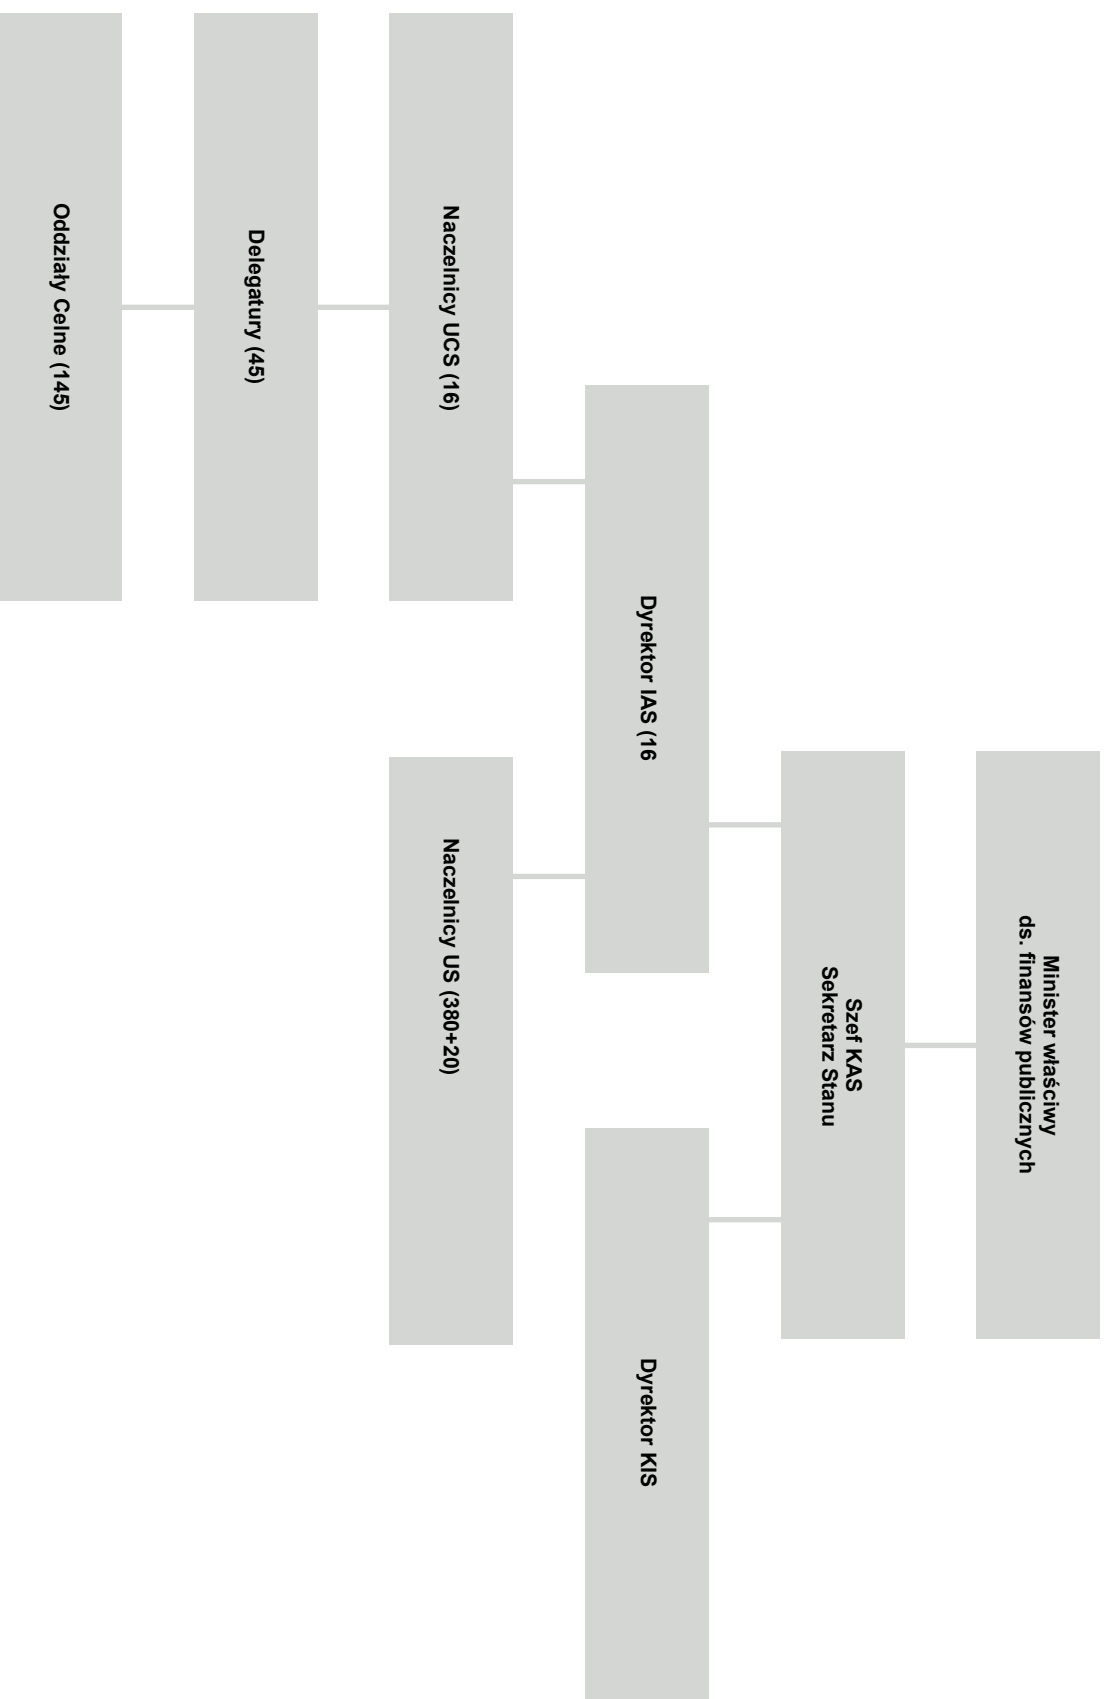 Minister właściwy
ds. finansów publicznych
Szef KAS
Sekretarz Stanu
Dyrektor IAS (16
Dyrektor KIS
Naczelnicy UCS (16)
Naczelnicy US (380+20)
Delegatury (45)
Oddziały Celne (145)